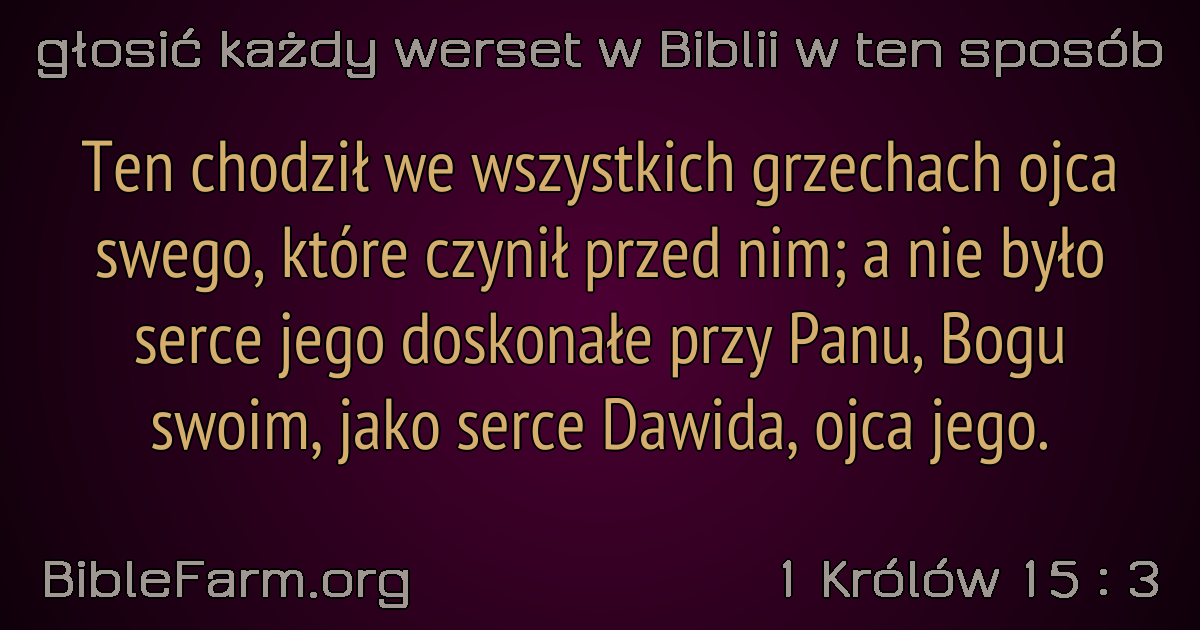 głosić każdy werset w Biblii w ten sposób
Ten chodził we wszystkich grzechach ojca
swego, które czynił przed nim; a nie było
serce jego doskonałe przy Panu, Bogu
swoim, jako serce Dawida, ojca jego.
BibleFarm.org
1 Królów 15 : 3